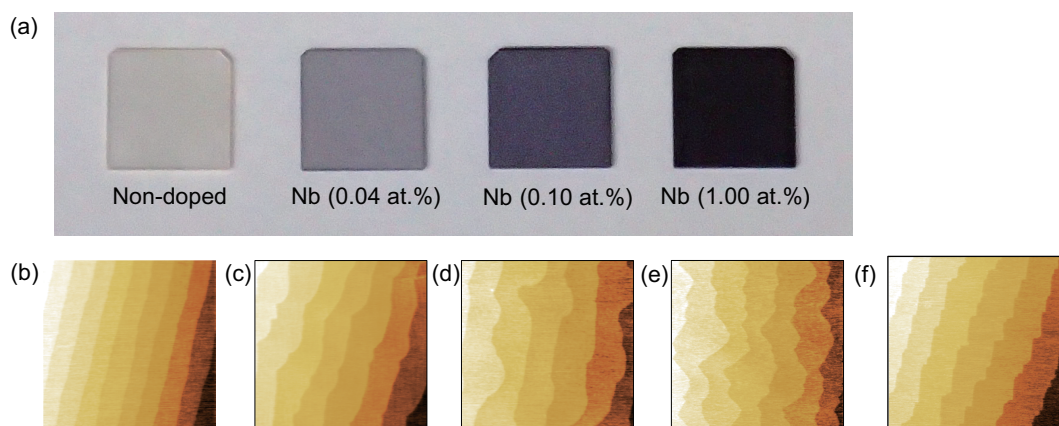 (a)
Non-doped Nb (0.04 at.%) Nb (0.10 at.%) Nb (1.00 at.%)
(b) (c) (d) (e) (f)